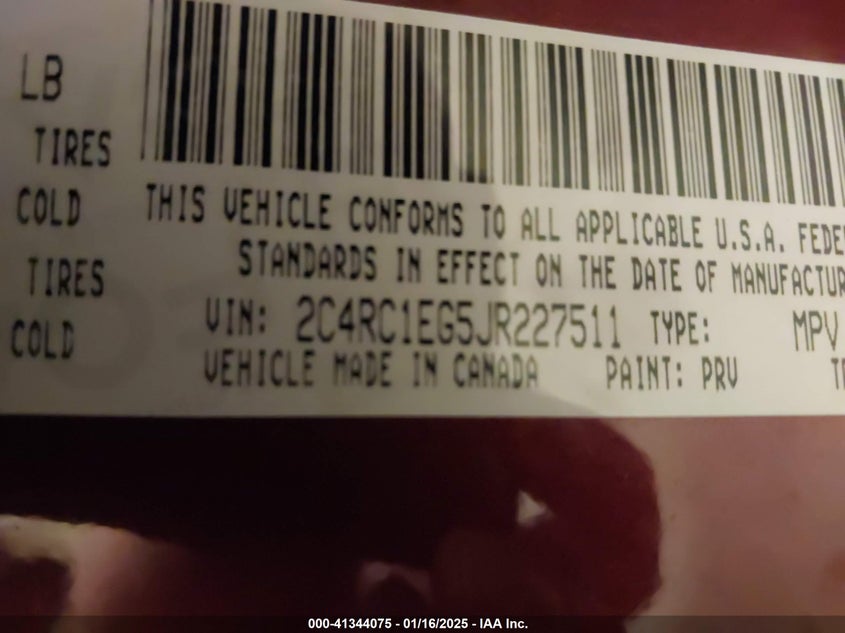 LB
TIRES
COLD
THIS VEHICLE CONFORMS TO ALL APPLICABLE U.S.A. FEDE
TIRES
STANDARDS IN EFFECT ON THE DATE OF MANUFACTUR
COLD
VIN: 2C4RC1EG5JR227511 TYPE: MPV
VEHICLE MADE IN CANADA PAINT: PRV T
000-41344075 - 01/16/2025 - IAA Inc.